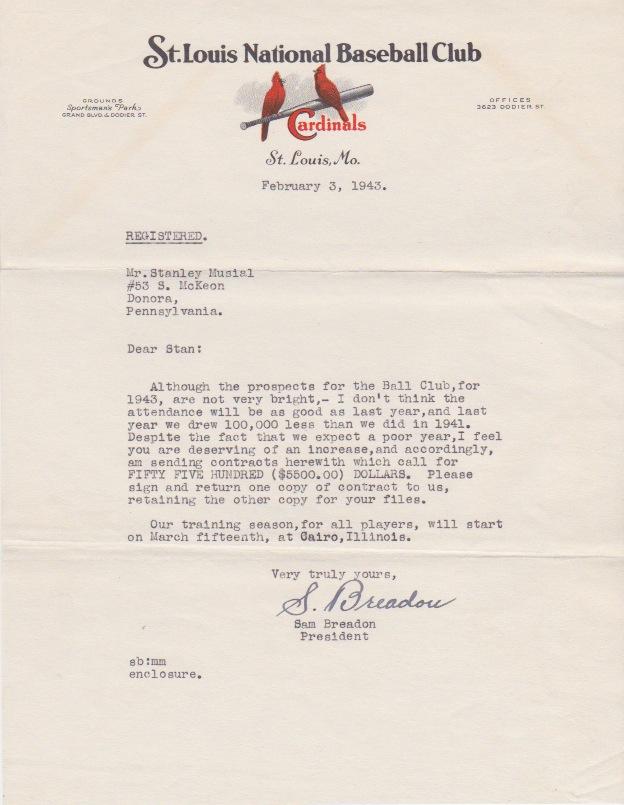 St. Louis National Baseball Club
GROUNDS
Sportsman's Park
GRAND BLVD. & DODIER ST.
OFFICES
3623 DODIER ST.
Cardinals
St. Louis, Mo.
February 3, 1943.
REGISTERED.
Mr.Stanley Musial
#53 S. McKeon
Donora,
Pennsylvania.
Dear Stan:
Although the prospects for the Ball Club,for
1943, are not very bright,- I don't think the
attendance will be as good as last year,and last
year we drew 100,000 less than we did in 1941.
Despite the fact that we expect a poor year,I feel
you are deserving of an increase,and accordingly,
am sending contracts herewith which call for
FIFTY FIVE HUNDRED ($5500.00) DOLLARS. Please
sign and return one copy of contract to us,
retaining the other copy for your files.
Our training season,for all players, will start
on March fifteenth, at Cairo,Illinois.
Very truly yours,
S. Breadon
Sam Breadon
President
sb:mm
enclosure.